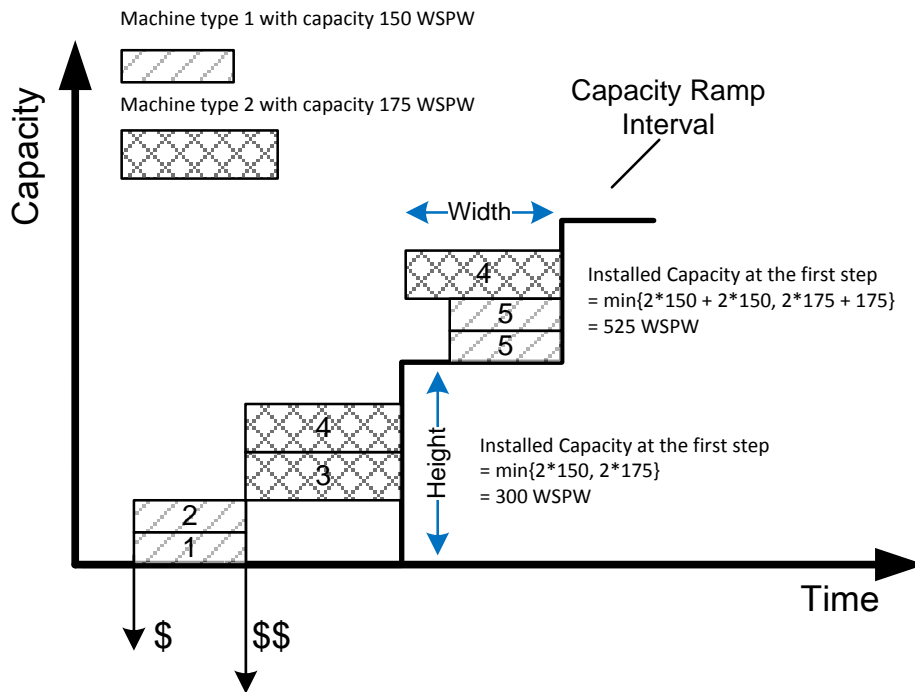 Machine type 1 with capacity 150 WSPW
Machine type 2 with capacity 175 WSPW
Capacity
Capacity Ramp
Interval
Width
4
5
5
Installed Capacity at the first step
= min{2*150 + 2*150, 2*175 + 175}
= 525 WSPW
4
3
Height
Installed Capacity at the first step
= min{2*150, 2*175}
= 300 WSPW
2
1
Time
$
$$